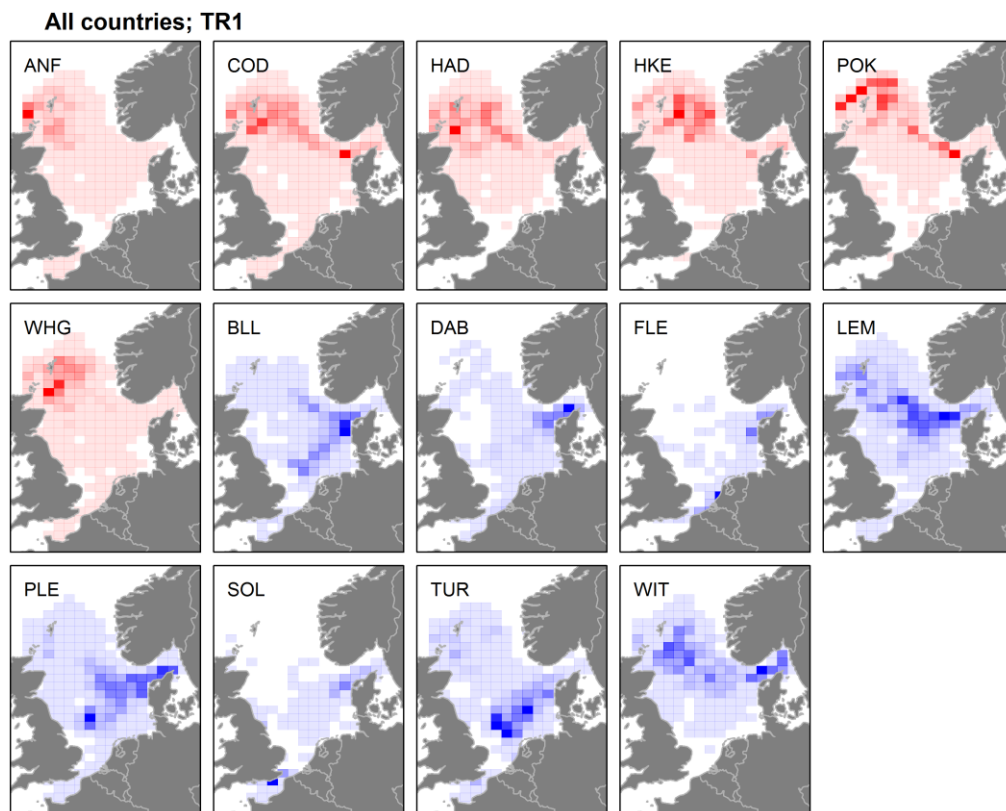 All countries; TR1
ANF
COD
HAD
HKE
POK
WHG
BLL
DAB
FLE
LEM
PLE
SOL
TUR
WIT